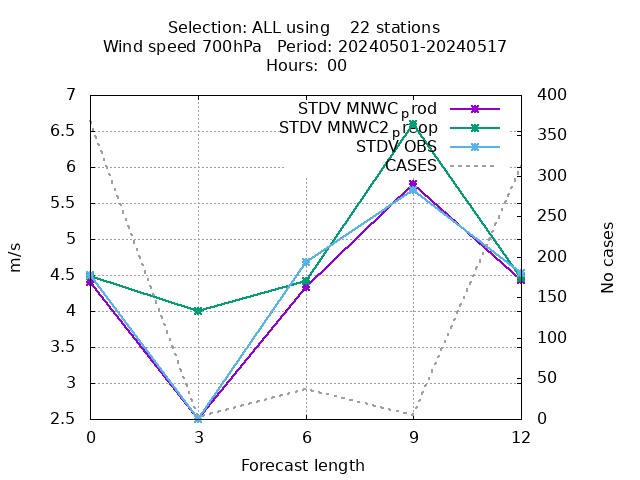 Selection: ALL using    22 stations
Wind speed 700hPa   Period: 20240501-20240517
Hours: 00
7
6.5
6
5.5
5
4.5
4
3.5
3
2.5
m/s
STDV MNWCprod
STDV MNWC2preop
STDV OBS
CASES
400
350
300
250
200
150
100
50
0
No cases
0 3 6 9 12
Forecast length